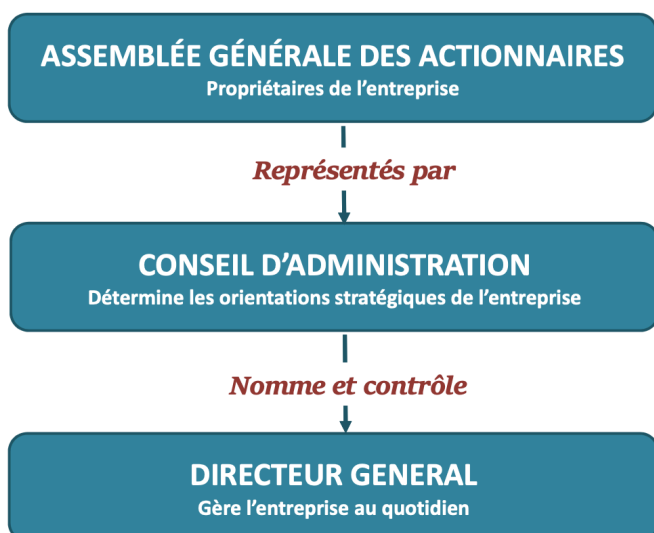 ASSEMBLÉE GÉNÉRALE DES ACTIONNAIRES
Propriétaires de l’entreprise
Représentés par
CONSEIL D’ADMINISTRATION
Détermine les orientations stratégiques de l’entreprise
Nomme et contrôle
DIRECTEUR GENERAL
Gère l’entreprise au quotidien